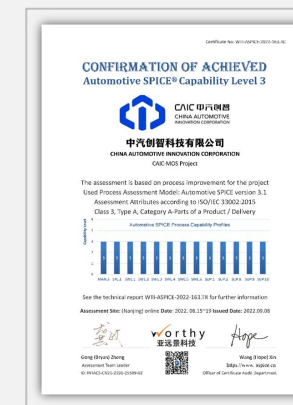 CONFIRMATION OF ACHIEVED
Automotive SPICE® Capability Level 3
CAIC 中汽创智
CHINA AUTOMOTIVE
INNOVATION CORPORATION
中汽创智科技有限公司
CHINA AUTOMOTIVE INNOVATION CORPORATION
CAIC-MOS Project
The assessment is based on process improvement for the project
Used Process Assessment Model: Automotive SPICE version 3.1
Assessment Attributes according to ISO/IEC 33002:2015
Class 3, Type A, Category A-Parts of a Product / Delivery
Automotive SPICE Process Capability Profiles
See the technical report WIII-ASPICE-2022-163.TR for further information
Assessment Site: (Nanjing) online Date: 2022. 08.15~19 Issued Date: 2022.09.08
worthy
亚远景科技
Gong (Bryan) Zhong
Assessment Team Leader
Wang (Hope) Xin
Officer of Certificate Audit Department